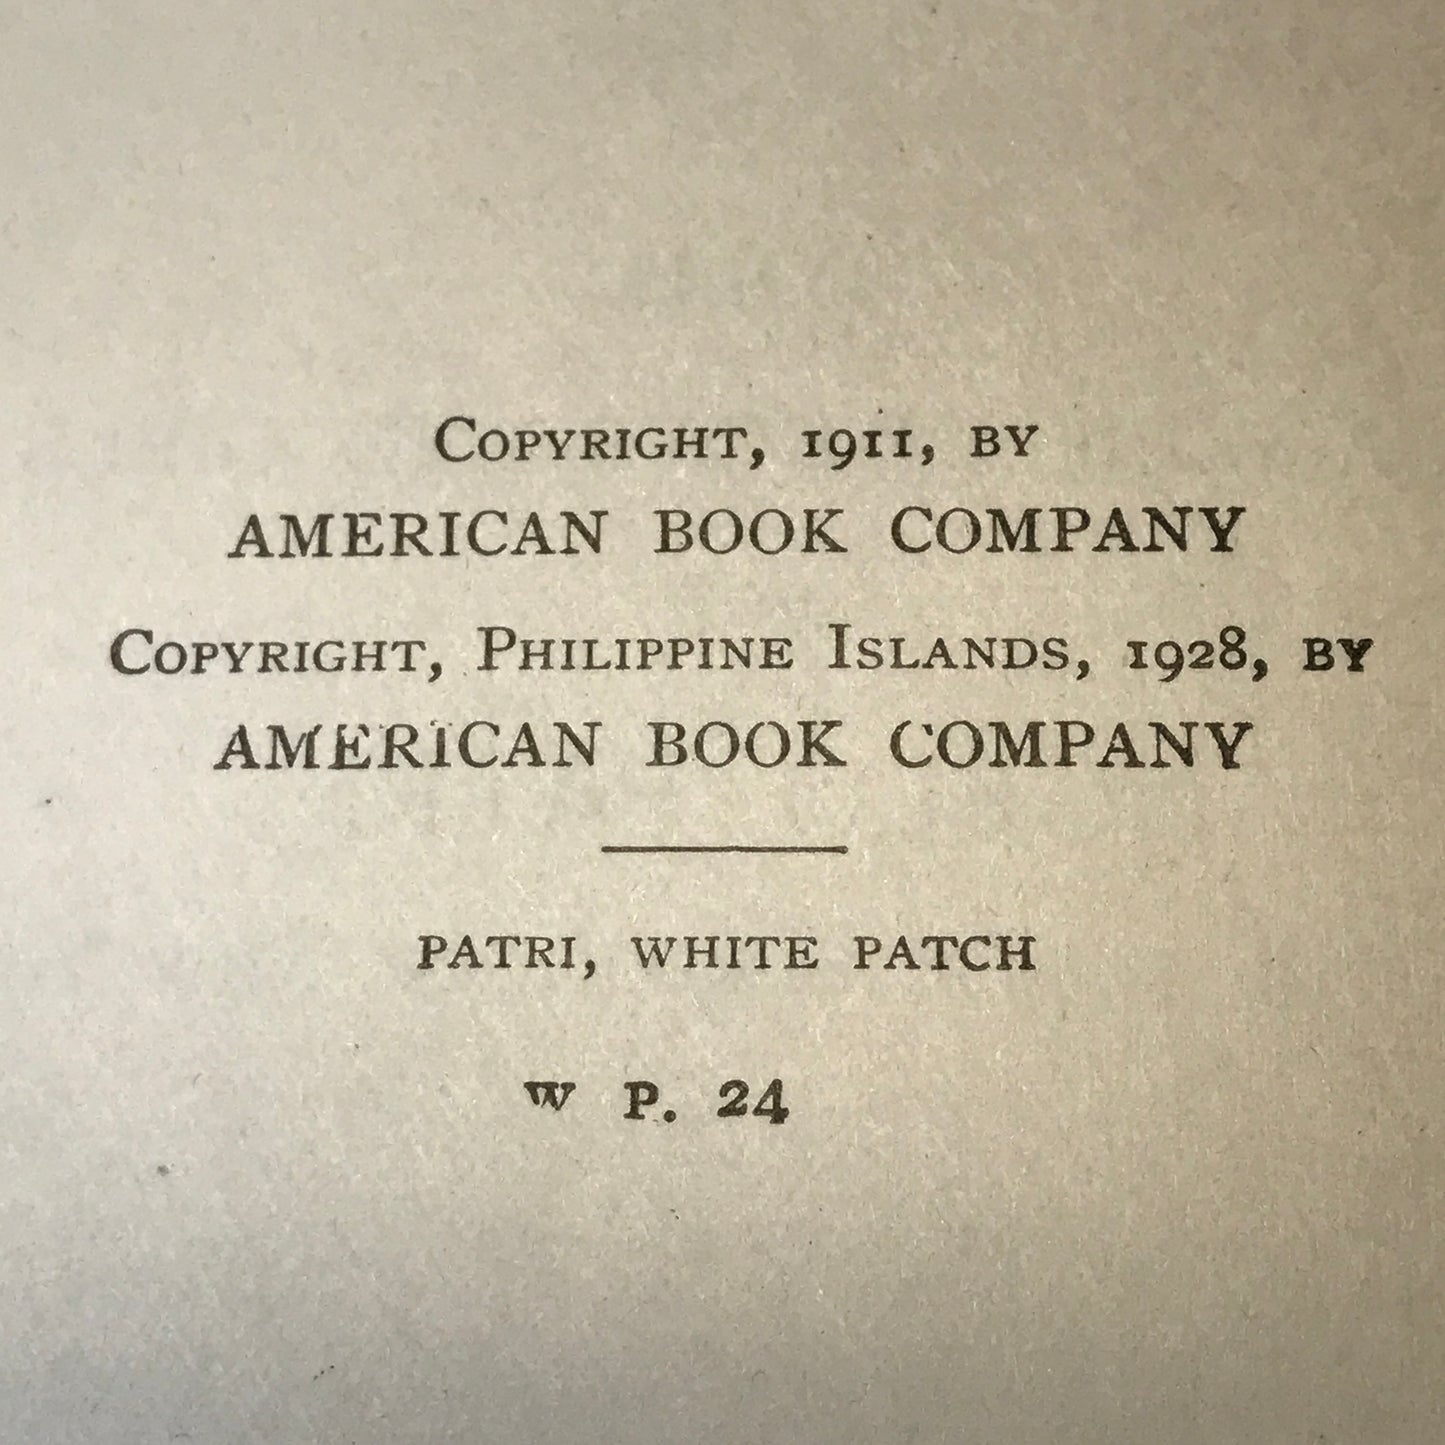 COPYRIGHT, 1911, BY
AMERICAN BOOK COMPANY
COPYRIGHT, PHILIPPINE ISLANDS, 1928, BY
AMERICAN BOOK COMPANY
PATRI, WHITE PATCH
W P. 24